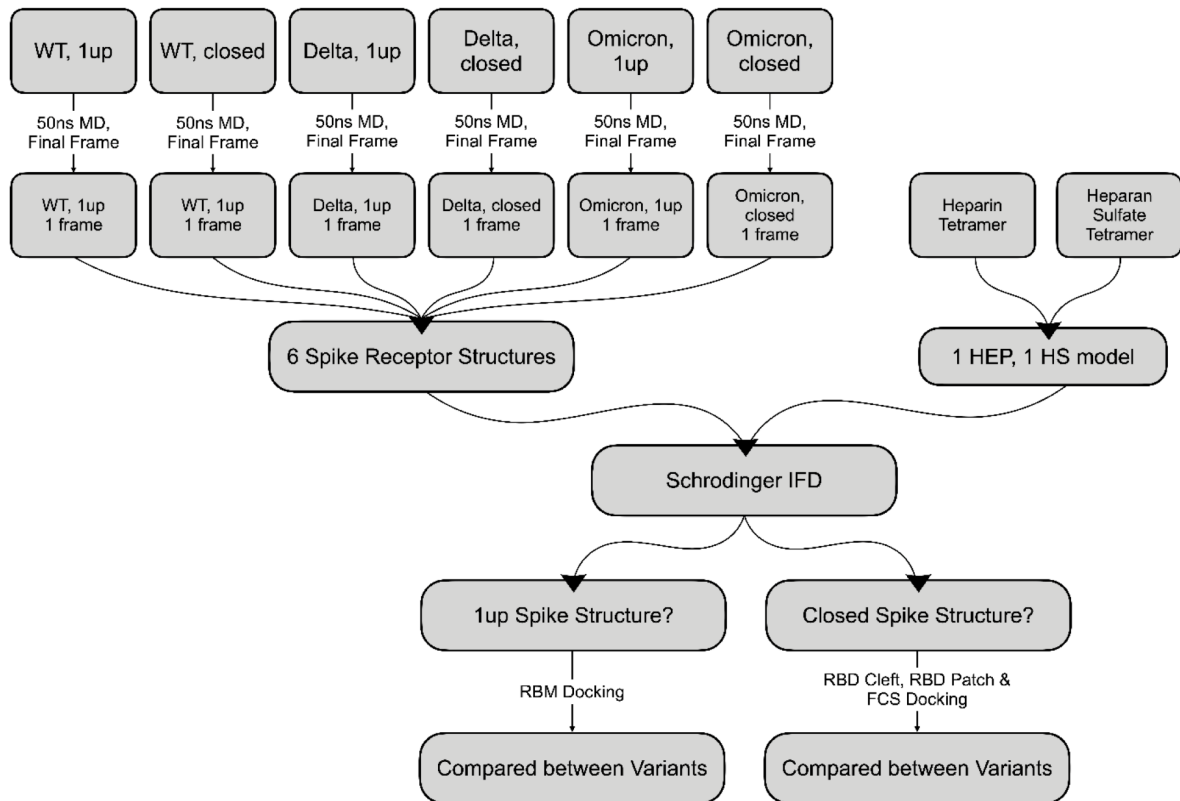 WT, 1up
WT, closed
Delta, 1up
Delta,
closed
Omicron,
1up
Omicron,
closed
50ns MD,
Final Frame
50ns MD,
Final Frame
50ns MD,
Final Frame
50ns MD,
Final Frame
50ns MD,
Final Frame
50ns MD,
Final Frame
WT, 1up
1 frame
WT, 1up
1 frame
Delta, 1up
1 frame
Delta, closed
1 frame
Omicron, 1up
1 frame
Omicron,
closed
1 frame
Heparin
Tetramer
Heparan
Sulfate
Tetramer
6 Spike Receptor Structures
1 HEP, 1 HS model
Schrodinger IFD
1up Spike Structure?
Closed Spike Structure?
RBM Docking
RBD Cleft, RBD Patch &
FCS Docking
Compared between Variants
Compared between Variants